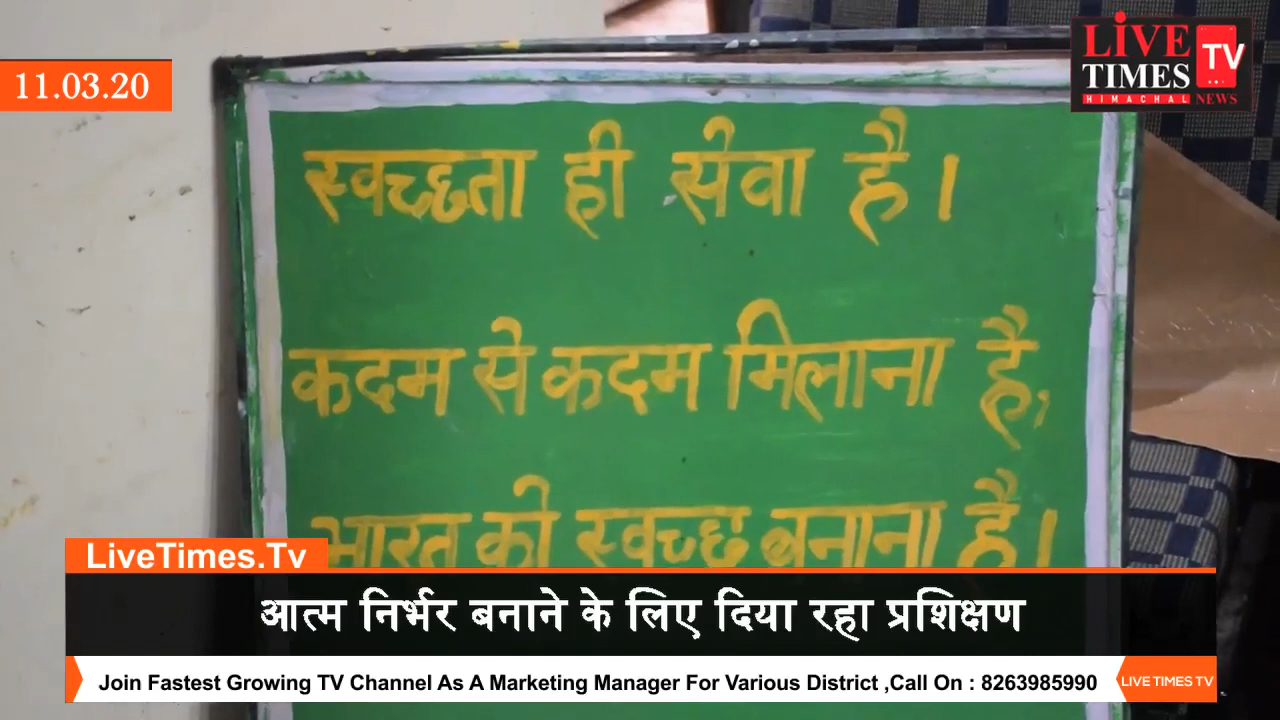 11.03.20
LIVE
TIMES
TV
HIMACHAL NEWS
स्वच्छता ही सेवा है।
कदम से कदम मिलाना है,
भारत को स्वच्छ बनाना है।
LiveTimes.Tv
आत्म निर्भर बनाने के लिए दिया रहा प्रशिक्षण
Join Fastest Growing TV Channel As A Marketing Manager For Various District ,Call On : 8263985990
LIVE TIMES TV